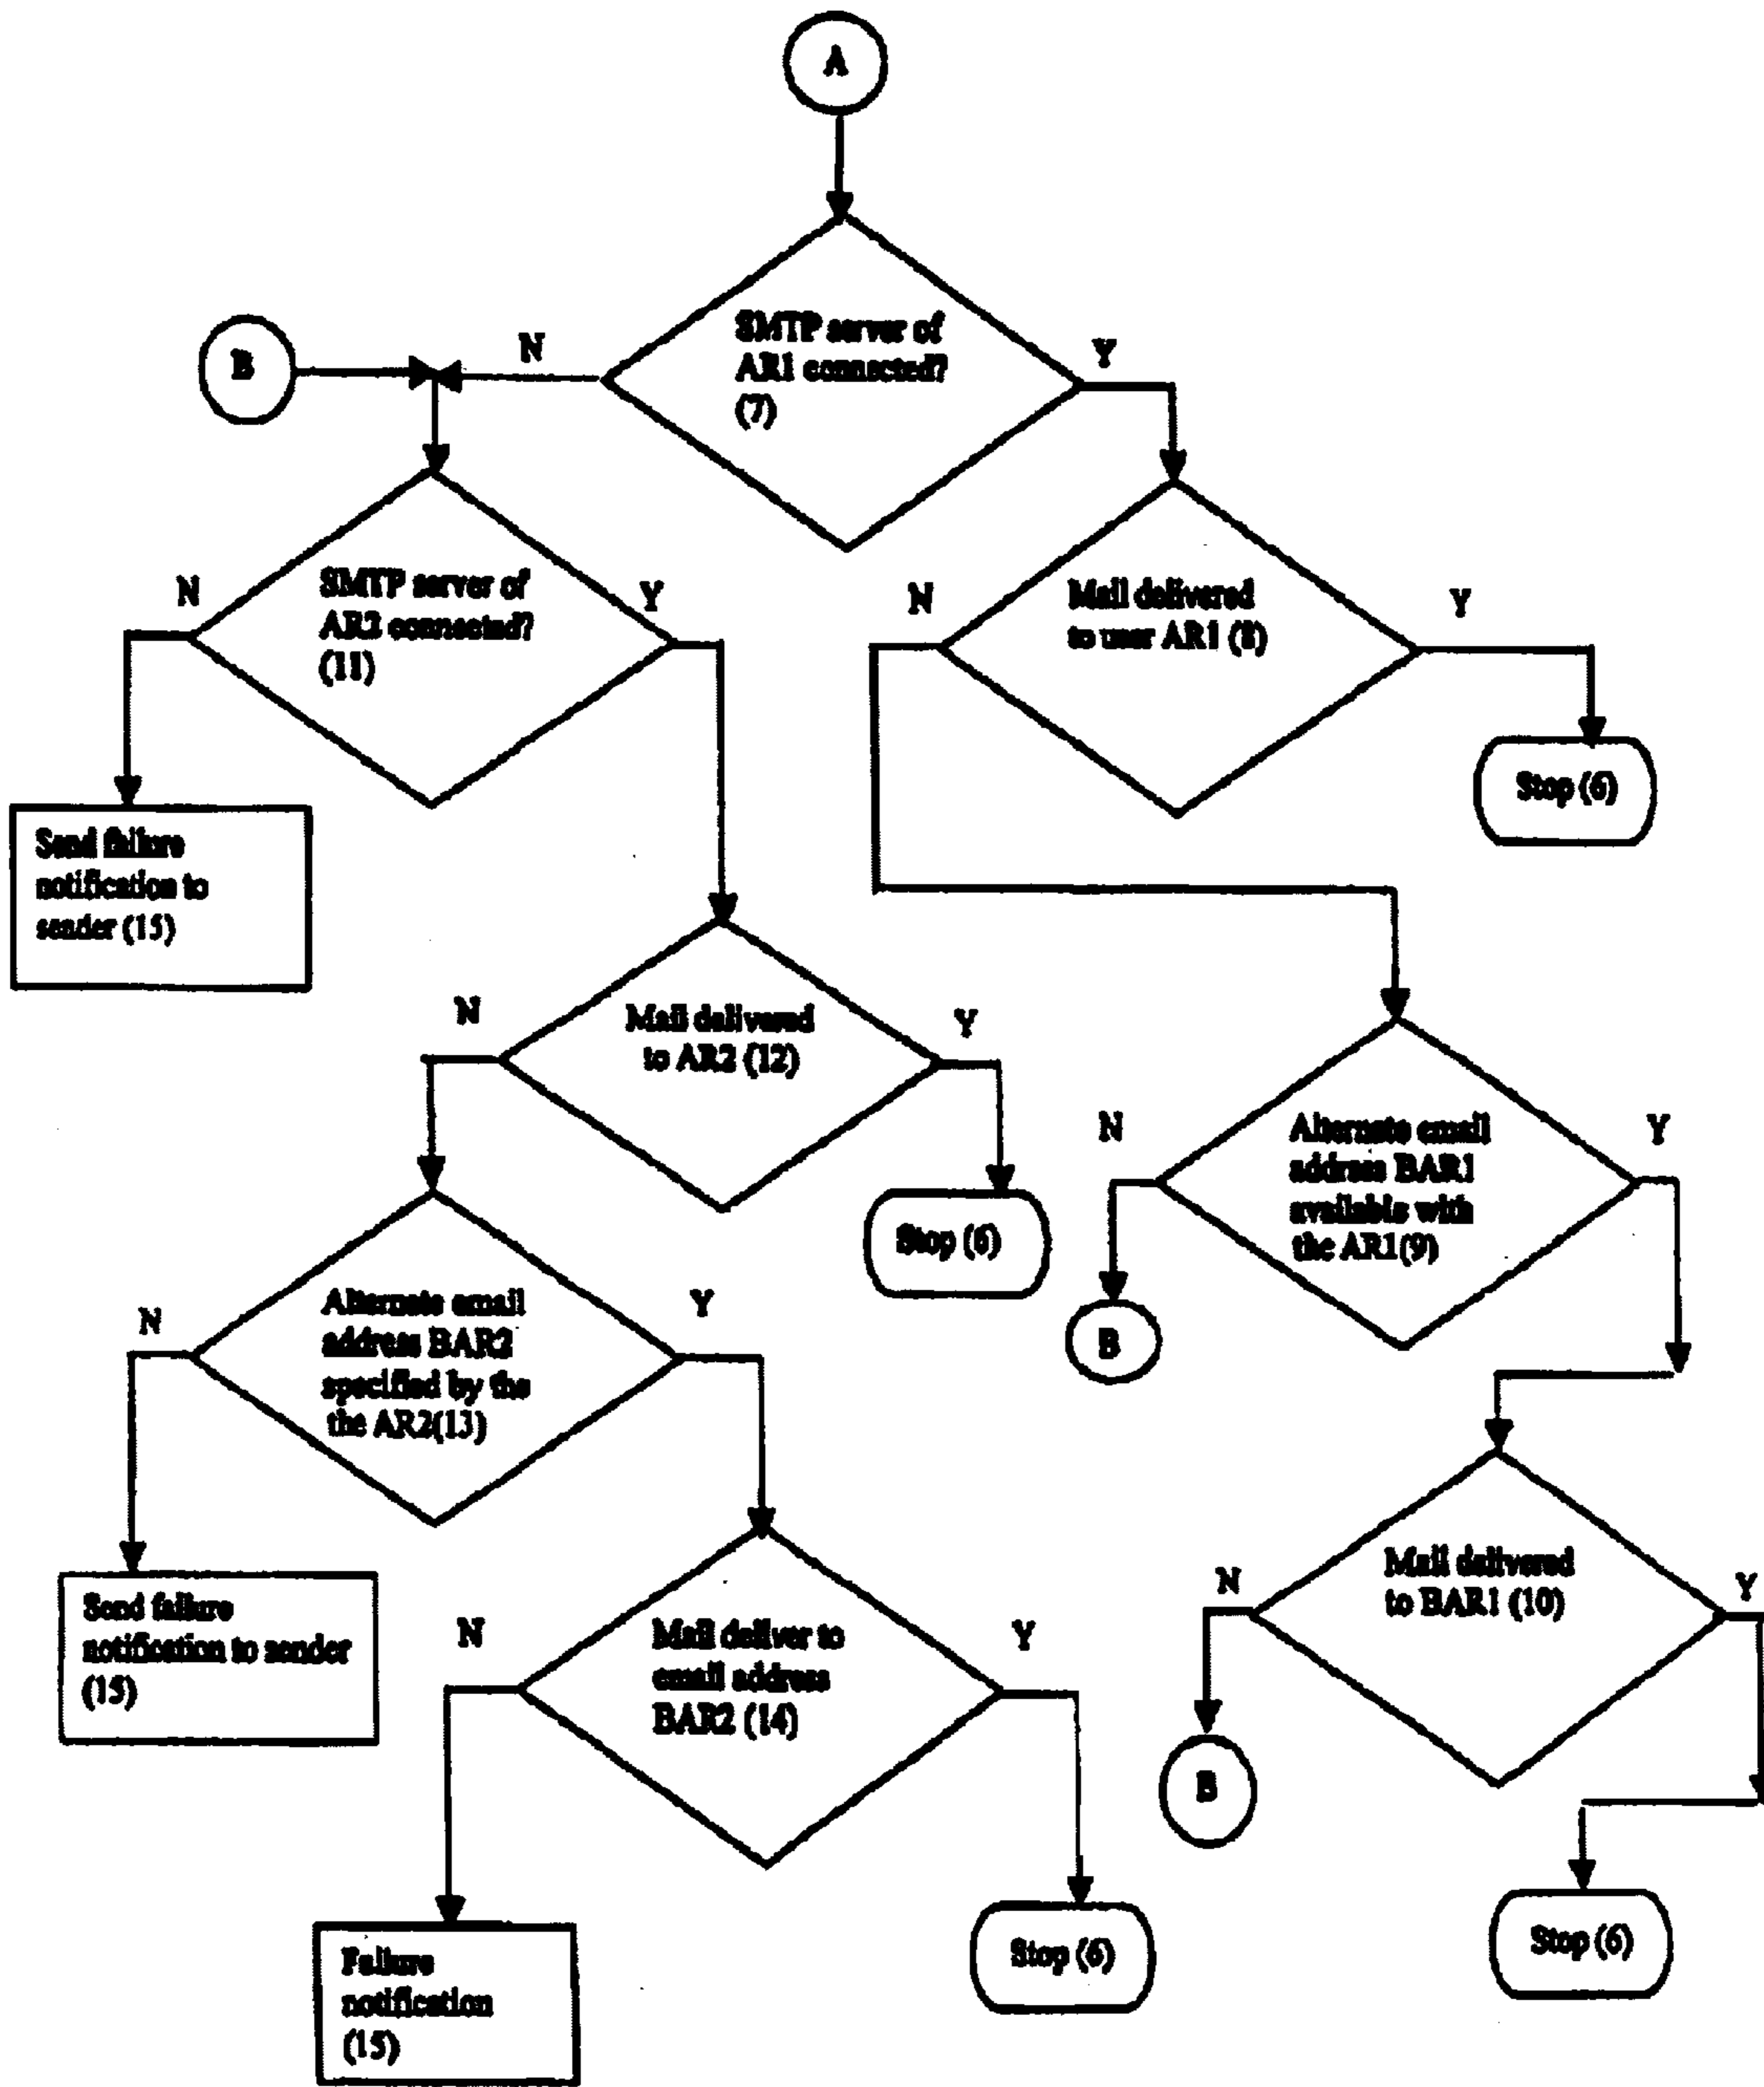 A
SMTP server of
AR1 connected?
(7)
N
Y
B
SMTP server of
AR2 connected?
(11)
N
Y
Mail delivered
to user AR1 (8)
N
Y
Stop (6)
Send failure
notification to
sender (15)
Mail delivered
to AR2 (12)
N
Y
Stop (6)
Alternate email
address BAR1
available with
the AR1(9)
N
Y
B
Alternate email
address BAR2
specified by the
the AR2(13)
N
Y
Mail delivered
to BAR1 (10)
N
Y
Send failure
notification to sender
(15)
Mail deliver to
email address
BAR2 (14)
N
Y
B
Stop (6)
Stop (6)
Failure
notification
(15)